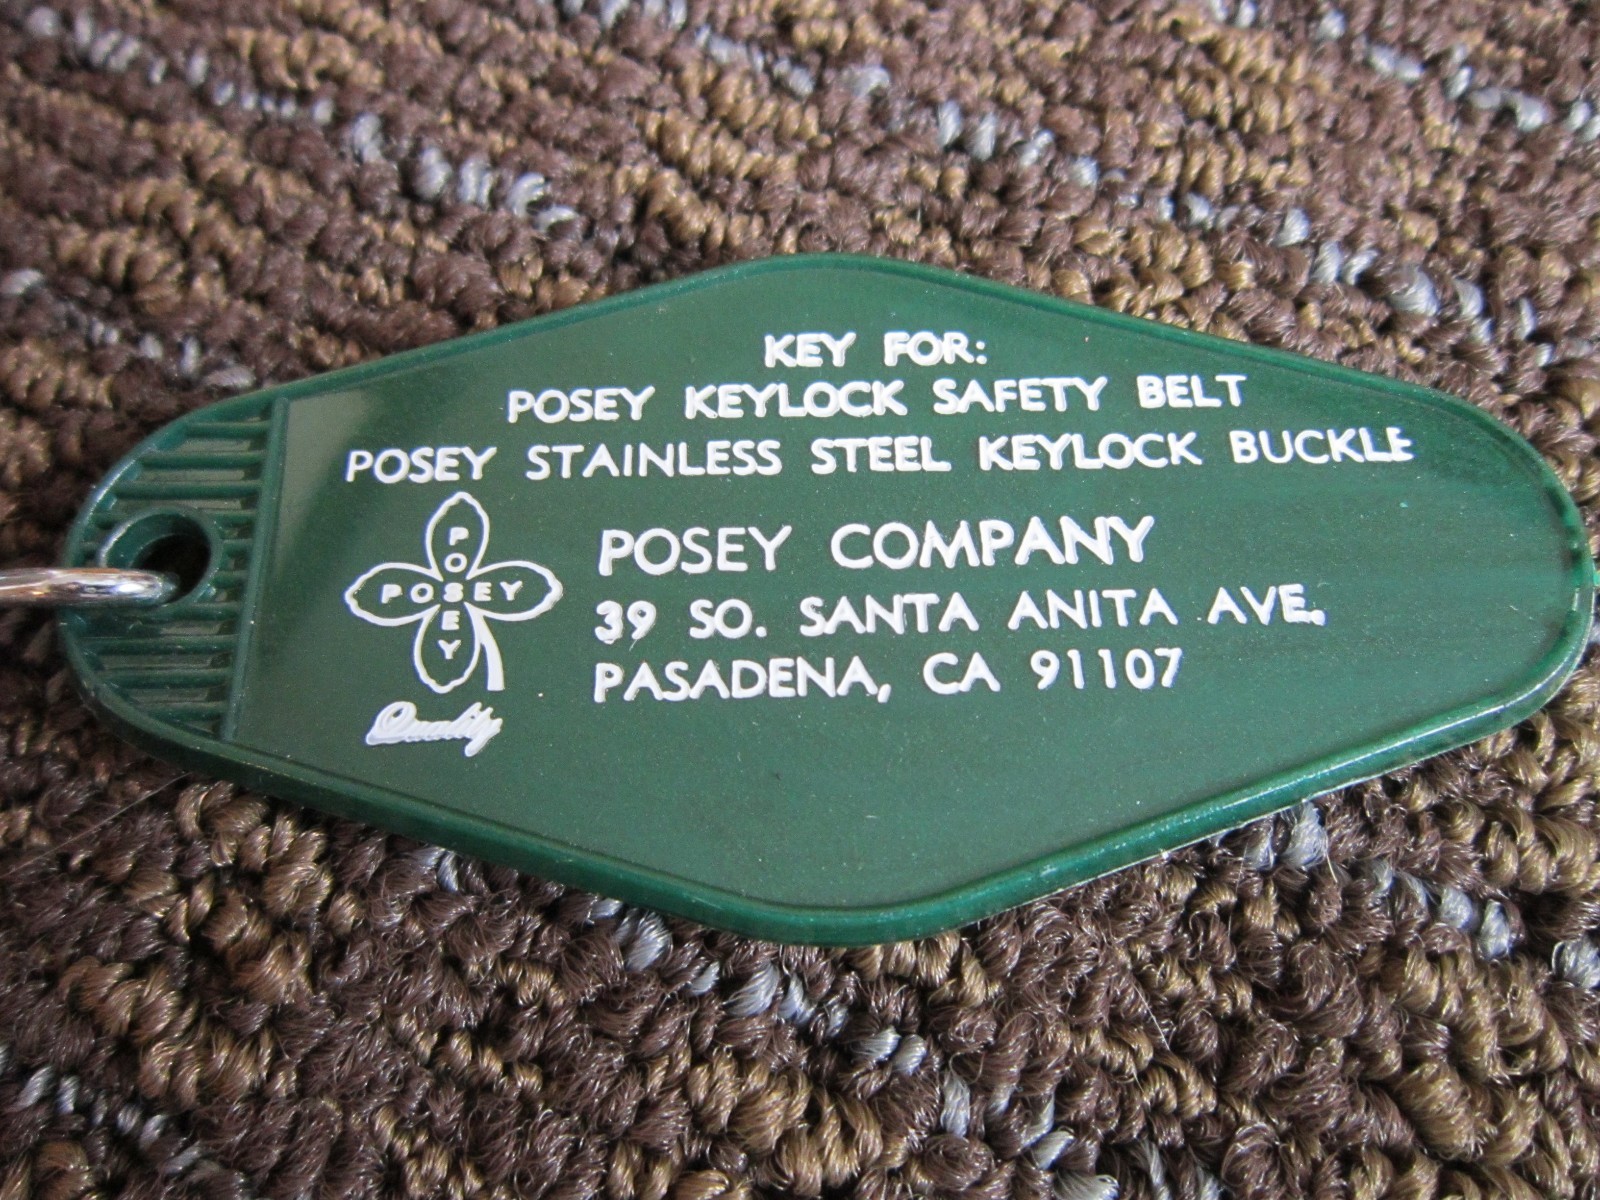 KEY FOR:
POSEY KEYLOCK SAFETY BELT
POSEY STAINLESS STEEL KEYLOCK BUCKLE
POSEY
POSEY
Quality
POSEY COMPANY
39 SO. SANTA ANITA AVE.
PASADENA, CA 91107